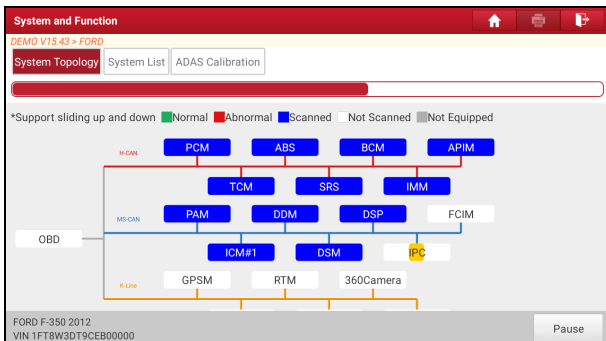 System and Function
DEMO V15.43 > FORD
System Topology System List ADAS Calibration
*Support sliding up and down Normal Abnormal Scanned Not Scanned Not Equipped
H-CAN PCM ABS BCM APIM
TCM SRS IMM
MS-CAN PAM DDM DSP FCIM
OBD
ICM#1 DSM IPC
K-Line GPSM RTM 360Camera
FORD F-350 2012
VIN 1FT8W3DT9CEB00000
Pause